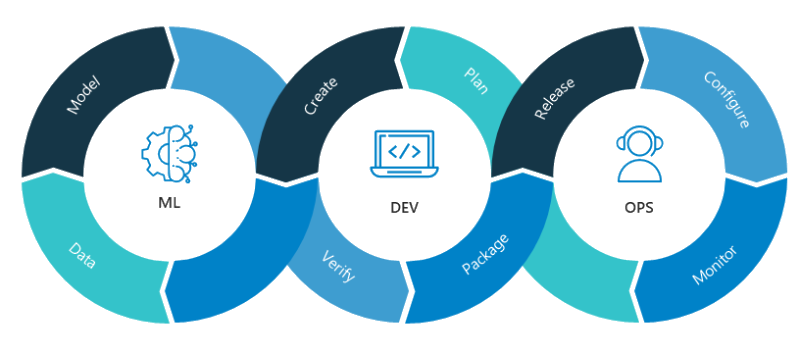 Model
ML
Data
Create
Plan
DEV
Verify
Package
Release
Configure
OPS
Monitor